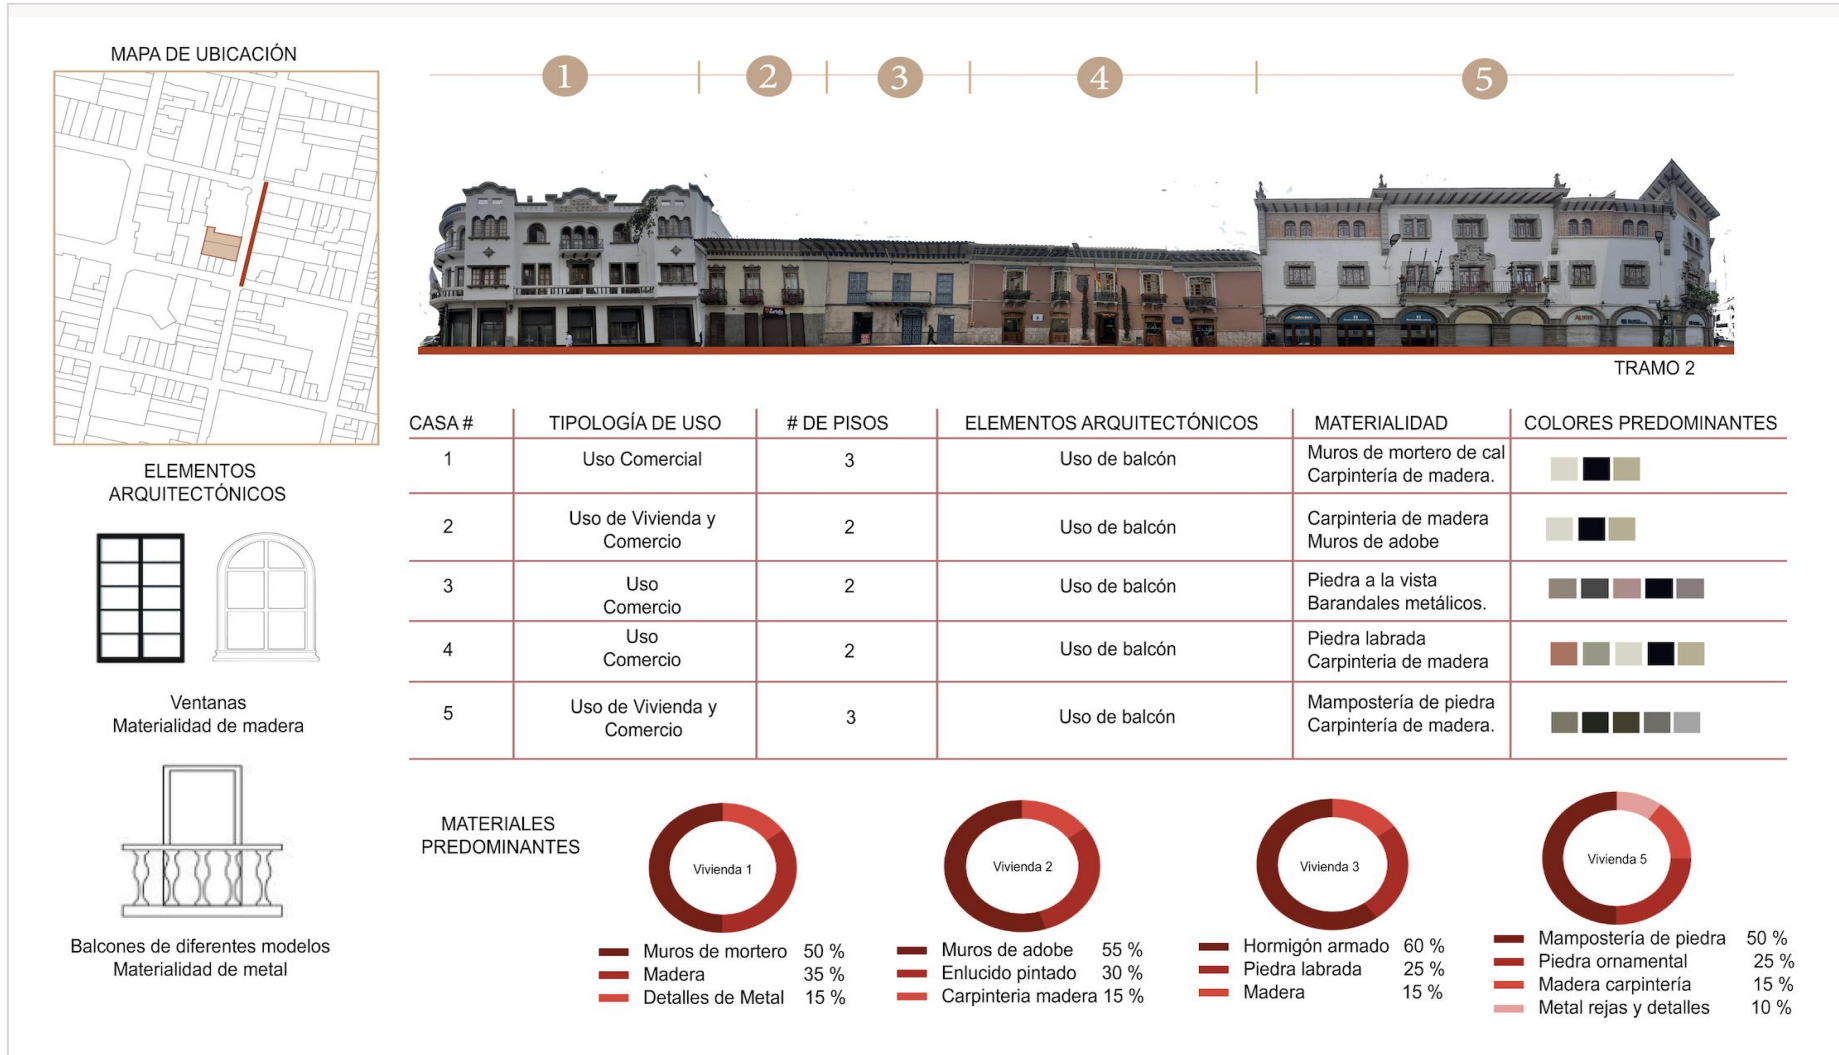 MAPA DE UBICACIÓN
1
2
3
4
5
TRAMO 2
ELEMENTOS
ARQUITECTÓNICOS
Ventanas
Materialidad de madera
Balcones de diferentes modelos
Materialidad de metal
CASA # TIPOLOGÍA DE USO # DE PISOS ELEMENTOS ARQUITECTÓNICOS MATERIALIDAD COLORES PREDOMINANTES
1 Uso Comercial 3 Uso de balcón Muros de mortero de cal
Carpintería de madera.
2 Uso de Vivienda y 2 Uso de balcón Carpinteria de madera
Comercio Muros de adobe
3 Uso 2 Uso de balcón Piedra a la vista
Comercio Barandales metálicos.
4 Uso 2 Uso de balcón Piedra labrada
Comercio Carpinteria de madera
5 Uso de Vivienda y 3 Uso de balcón Mampostería de piedra
Comercio Carpintería de madera.
MATERIALES
PREDOMINANTES
Vivienda 1
Muros de mortero 50 %
Madera 35 %
Detalles de Metal 15 %
Vivienda 2
Muros de adobe 55 %
Enlucido pintado 30 %
Carpinteria madera 15 %
Vivienda 3
Hormigón armado 60 %
Piedra labrada 25 %
Madera 15 %
Vivienda 5
Mampostería de piedra 50 %
Piedra ornamental 25 %
Madera carpintería 15 %
Metal rejas y detalles 10 %